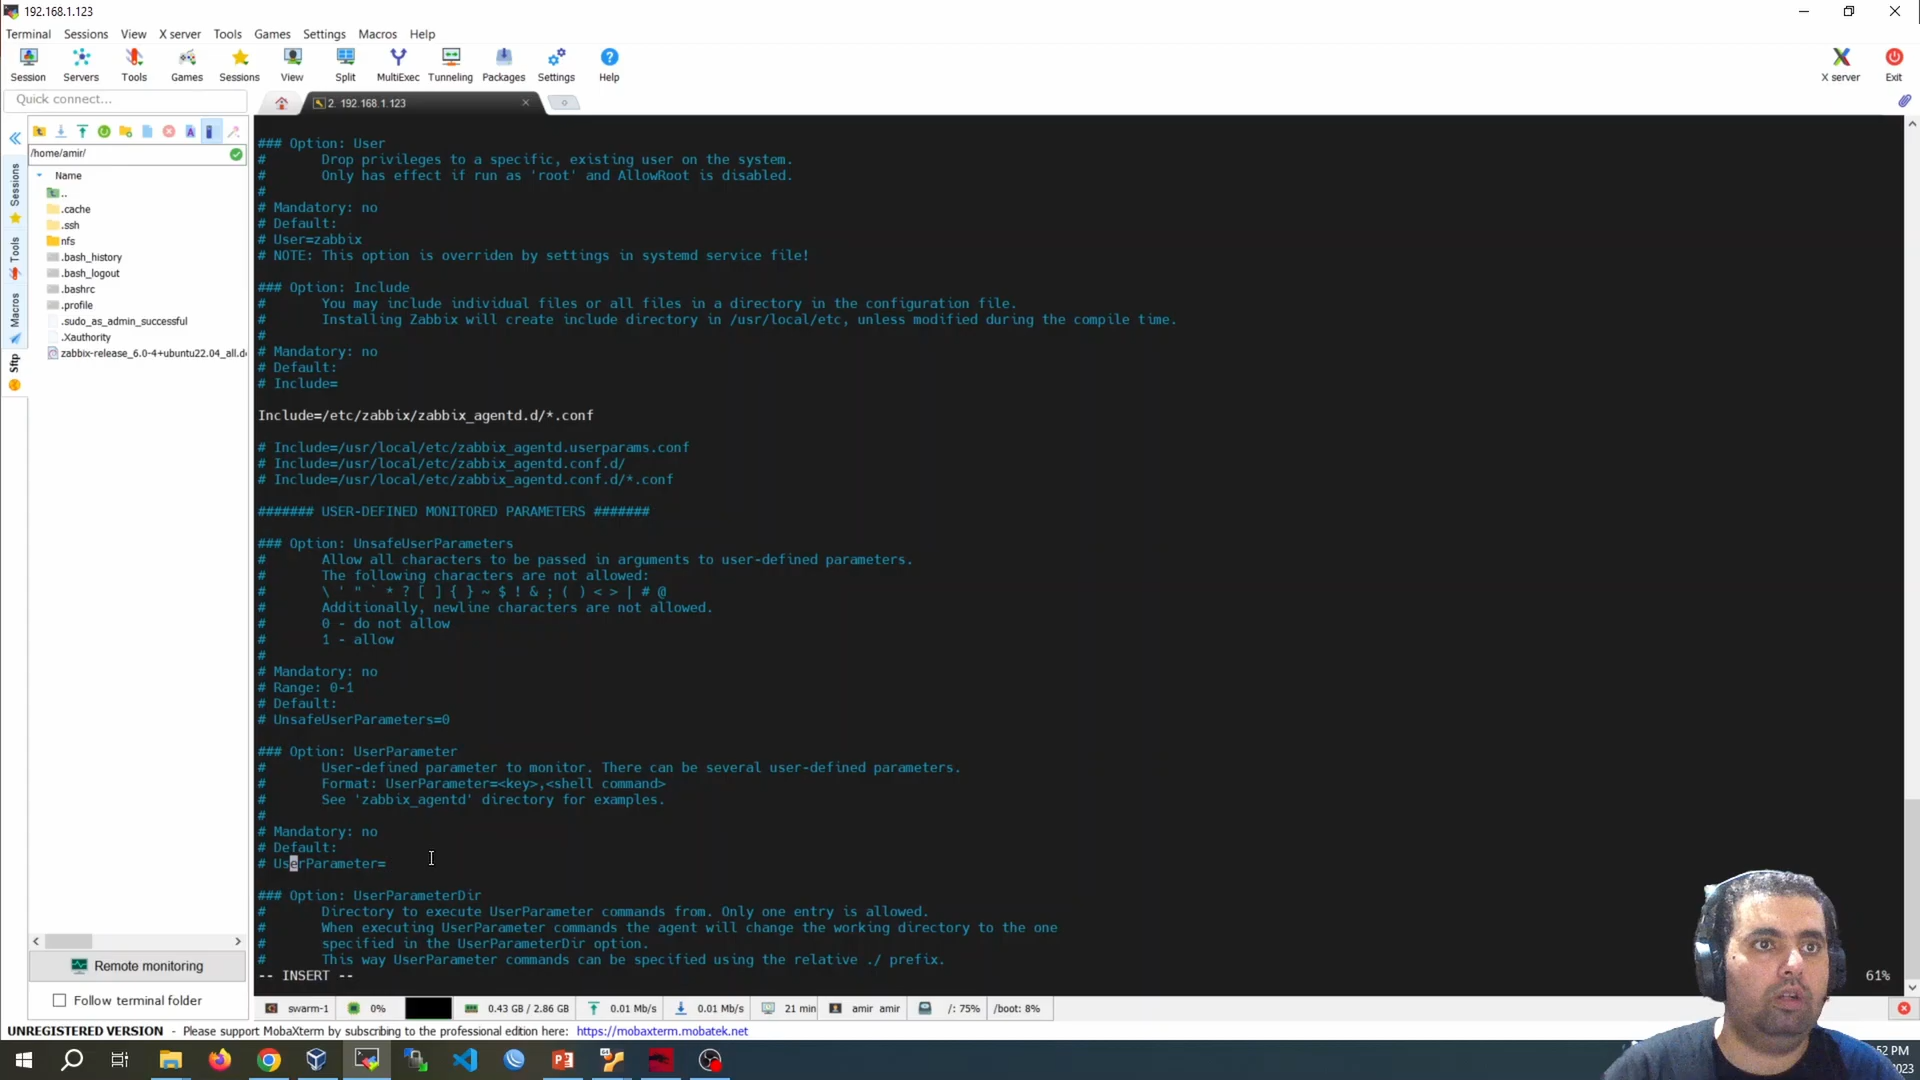 192.168.1.123
Terminal Sessions View X server Tools Games Settings Macros Help
Session Servers Tools Games Sessions View Split MultiExec Tunneling Packages Settings Help X server Exit
Quick connect...
2. 192.168.1.123
/home/amir/
Name
..
.cache
.ssh
nfs
.bash_history
.bash_logout
.bashrc
.profile
.sudo_as_admin_successful
.Xauthority
zabbix-release_6.0-4+ubuntu22.04_all.d
Sessions
Tools
Macros
Sftp
### Option: User
# Drop privileges to a specific, existing user on the system.
# Only has effect if run as 'root' and AllowRoot is disabled.
#
# Mandatory: no
# Default:
# User=zabbix
# NOTE: This option is overriden by settings in systemd service file!
### Option: Include
# You may include individual files or all files in a directory in the configuration file.
# Installing Zabbix will create include directory in /usr/local/etc, unless modified during the compile time.
#
# Mandatory: no
# Default:
# Include=
Include=/etc/zabbix/zabbix_agentd.d/*.conf
# Include=/usr/local/etc/zabbix_agentd.userparams.conf
# Include=/usr/local/etc/zabbix_agentd.conf.d/
# Include=/usr/local/etc/zabbix_agentd.conf.d/*.conf
####### USER-DEFINED MONITORED PARAMETERS #######
### Option: UnsafeUserParameters
# Allow all characters to be passed in arguments to user-defined parameters.
# The following characters are not allowed:
# \ ' " ` * ? [ ] { } ~ $ ! & ; ( ) < > | # @
# Additionally, newline characters are not allowed.
# 0 - do not allow
# 1 - allow
#
# Mandatory: no
# Range: 0-1
# Default:
# UnsafeUserParameters=0
### Option: UserParameter
# User-defined parameter to monitor. There can be several user-defined parameters.
# Format: UserParameter=<key>,<shell command>
# See 'zabbix_agentd' directory for examples.
#
# Mandatory: no
# Default:
# UserParameter=
### Option: UserParameterDir
# Directory to execute UserParameter commands from. Only one entry is allowed.
# When executing UserParameter commands the agent will change the working directory to the one
# specified in the UserParameterDir option.
# This way UserParameter commands can be specified using the relative ./ prefix.
-- INSERT -- 61%
Remote monitoring
Follow terminal folder
swarm-1 0% 0.43 GB / 2.86 GB 0.01 Mb/s 0.01 Mb/s 21 min amir amir /: 75% /boot: 8%
UNREGISTERED VERSION - Please support MobaXterm by subscribing to the professional edition here: https://mobaxterm.mobatek.net
:52 PM
2023